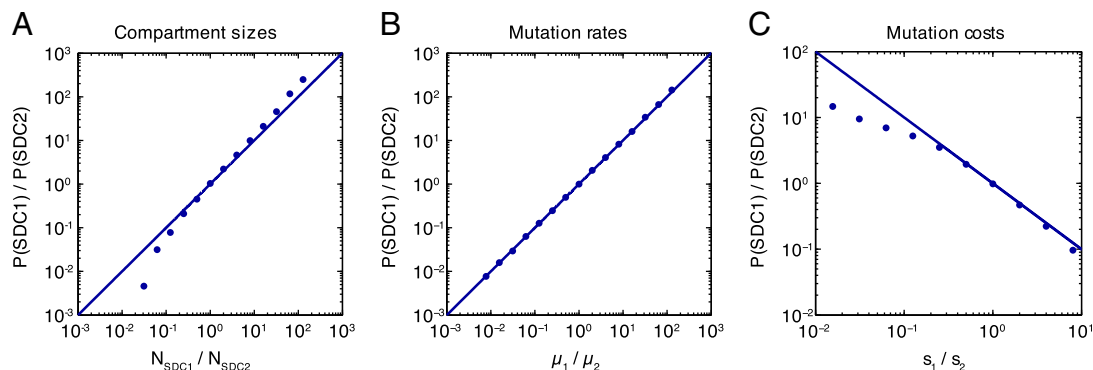 A
Compartment sizes
P(SDC1) / P(SDC2)
10³
10²
10¹
10⁰
10⁻¹
10⁻²
10⁻³
10⁻³ 10⁻² 10⁻¹ 10⁰ 10¹ 10² 10³
N_SDC1 / N_SDC2
B
Mutation rates
P(SDC1) / P(SDC2)
10³
10²
10¹
10⁰
10⁻¹
10⁻²
10⁻³
10⁻³ 10⁻² 10⁻¹ 10⁰ 10¹ 10² 10³
μ₁ / μ₂
C
Mutation costs
P(SDC1) / P(SDC2)
10²
10¹
10⁰
10⁻¹
10⁻²
10⁻² 10⁻¹ 10⁰ 10¹
s₁ / s₂